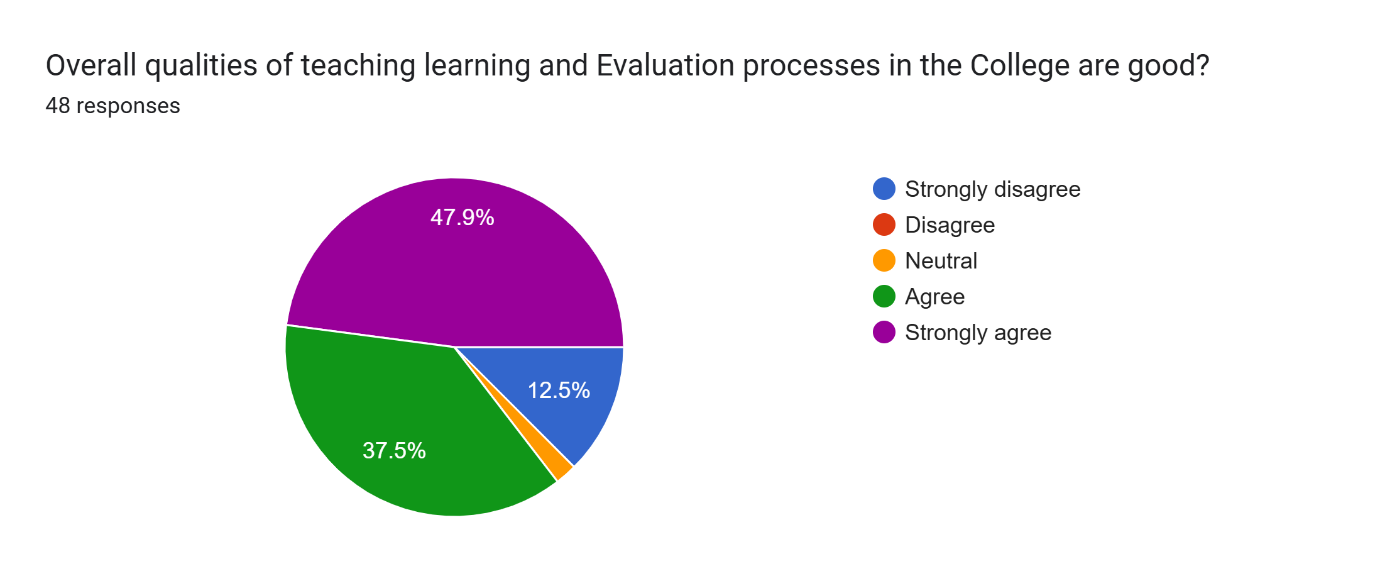 Overall qualities of teaching learning and Evaluation processes in the College are good?
48 responses
47.9%
12.5%
37.5%
Strongly disagree
Disagree
Neutral
Agree
Strongly agree